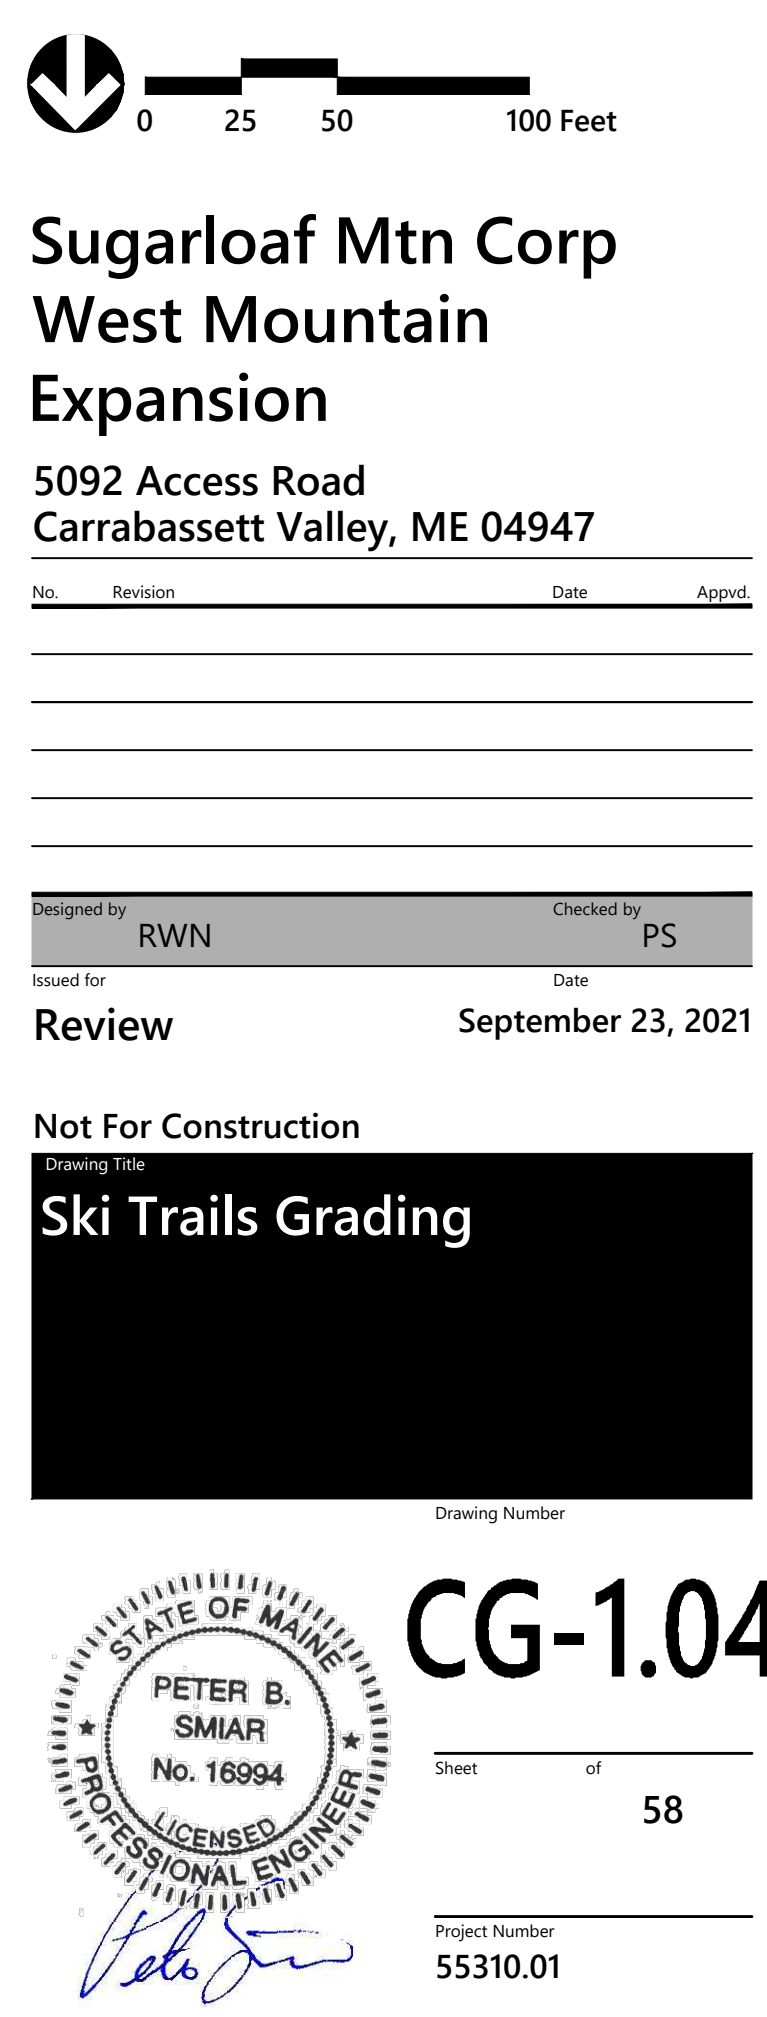 0 25 50 100 Feet
Sugarloaf Mtn Corp
West Mountain
Expansion
5092 Access Road
Carrabassett Valley, ME 04947
No. Revision Date Appvd.
Designed by Checked by
RWN PS
Issued for Date
Review September 23, 2021
Not For Construction
Drawing Title
Ski Trails Grading
Drawing Number
CG-1.04
STATE OF MAINE
PETER B.
SMIAR
No. 16994
LICENSED
PROFESSIONAL ENGINEER
Sheet of
58
Project Number
55310.01